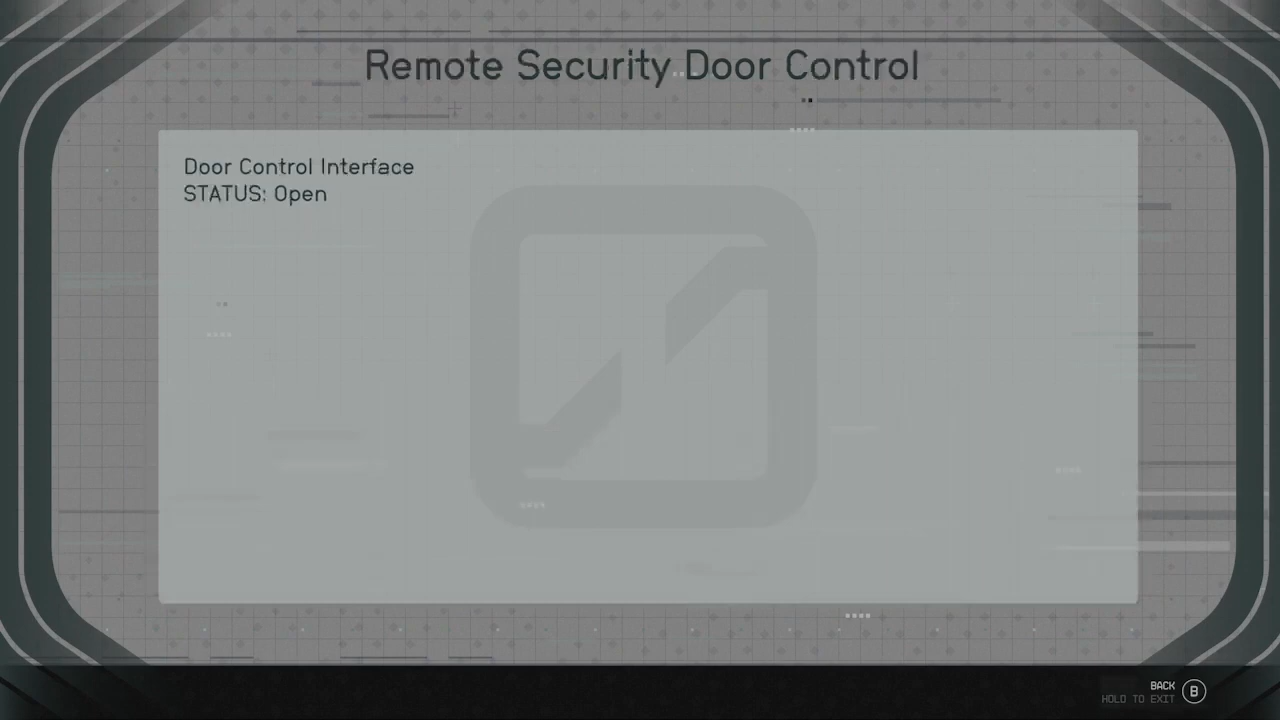 Remote Security Door Control
Door Control Interface
STATUS: Open
BACK
HOLD TO EXIT
B